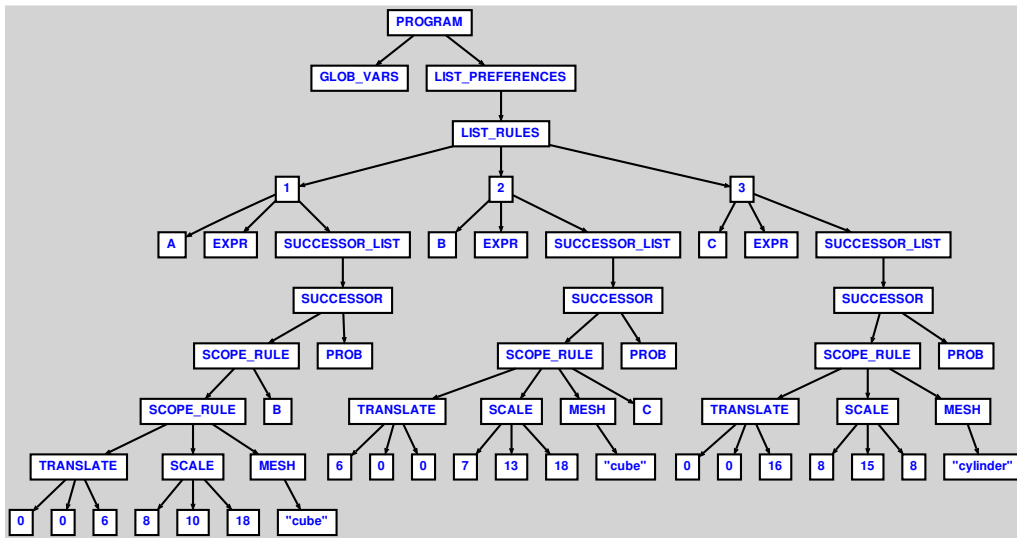 PROGRAM
GLOB_VARS LIST_PREFERENCES
LIST_RULES
1 2 3
A EXPR SUCCESSOR_LIST B EXPR SUCCESSOR_LIST C EXPR SUCCESSOR_LIST
SUCCESSOR SUCCESSOR SUCCESSOR
SCOPE_RULE PROB SCOPE_RULE PROB SCOPE_RULE PROB
SCOPE_RULE B TRANSLATE SCALE MESH C TRANSLATE SCALE MESH
TRANSLATE SCALE MESH 6 0 0 7 13 18 "cube" 0 0 16 8 15 8 "cylinder"
0 0 6 8 10 18 "cube"